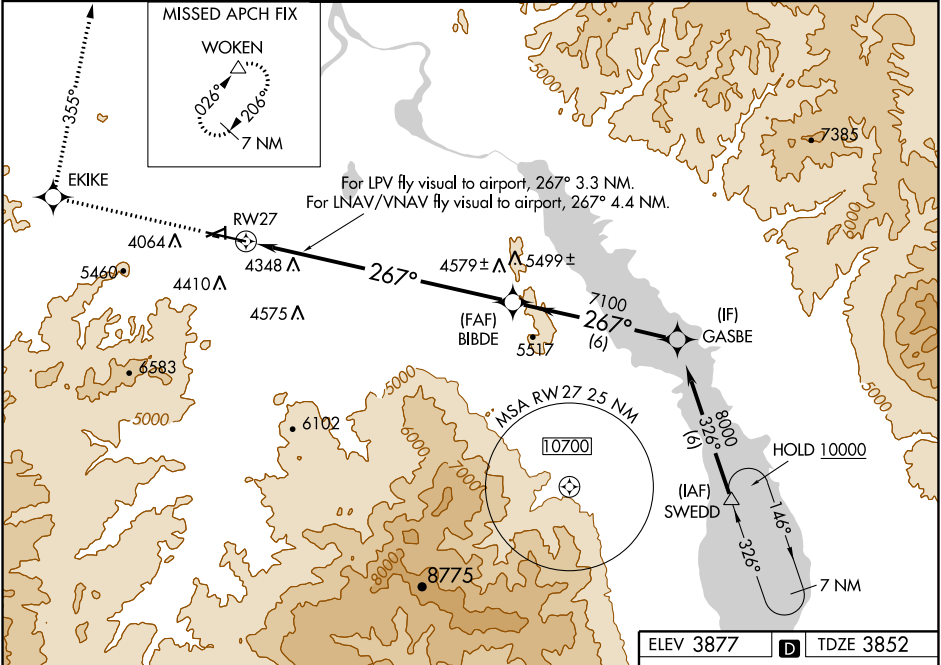 MISSED APCH FIX
WOKEN
026°
206°
7 NM
355°
EKIKE
5000
7385
8000
For LPV fly visual to airport, 267° 3.3 NM.
For LNAV/VNAV fly visual to airport, 267° 4.4 NM.
RW27
4064
4348
267°
4579±
5499±
5460
4410
4575
(FAF)
BIBDE
5517
7100
267°
(6)
(IF)
GASBE
6583
5000
6102
5000
6000
7000
8000
8775
MSA RW27 25 NM
10700
8000
326°
(6)
HOLD 10000
(IAF)
SWEDD
146°
326°
7 NM
5000
ELEV 3877
D
TDZE 3852